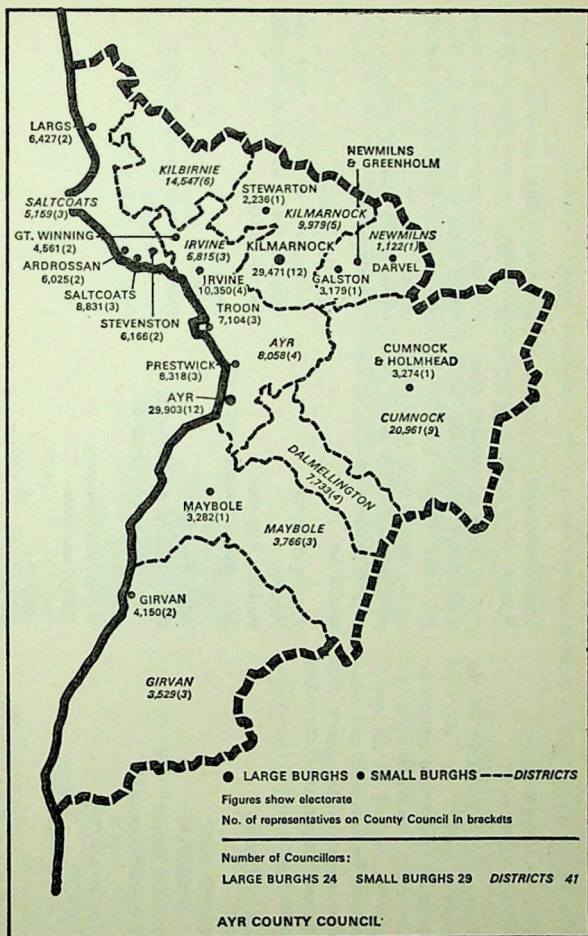 LARGS
6,427(2)
KILBIRNIE
14,547(6)
NEWMILNS
& GREENHOLM
STEWARTON
2,236(1)
SALTCOATS
5,159(3)
KILMARNOCK
9,979(5)
NEWMILNS
1,122(1)
GT. WINNING
4,561(2)
IRVINE
5,815(3)
KILMARNOCK
29,471(12)
DARVEL
ARDROSSAN
6,025(2)
IRVINE
10,350(4)
GALSTON
3,179(1)
SALTCOATS
8,831(3)
TROON
7,104(3)
STEVENSTON
6,166(2)
AYR
8,058(4)
CUMNOCK
& HOLMHEAD
3,274(1)
PRESTWICK
8,318(3)
AYR
29,903(12)
CUMNOCK
20,961(9)
DALMELLINGTON
7,733(4)
MAYBOLE
3,282(1)
MAYBOLE
3,766(3)
GIRVAN
4,150(2)
GIRVAN
3,529(3)
LARGE BURGHS SMALL BURGHS DISTRICTS
Figures show electorate
No. of representatives on County Council in brackets
Number of Councillors:
LARGE BURGHS 24 SMALL BURGHS 29 DISTRICTS 41
AYR COUNTY COUNCIL